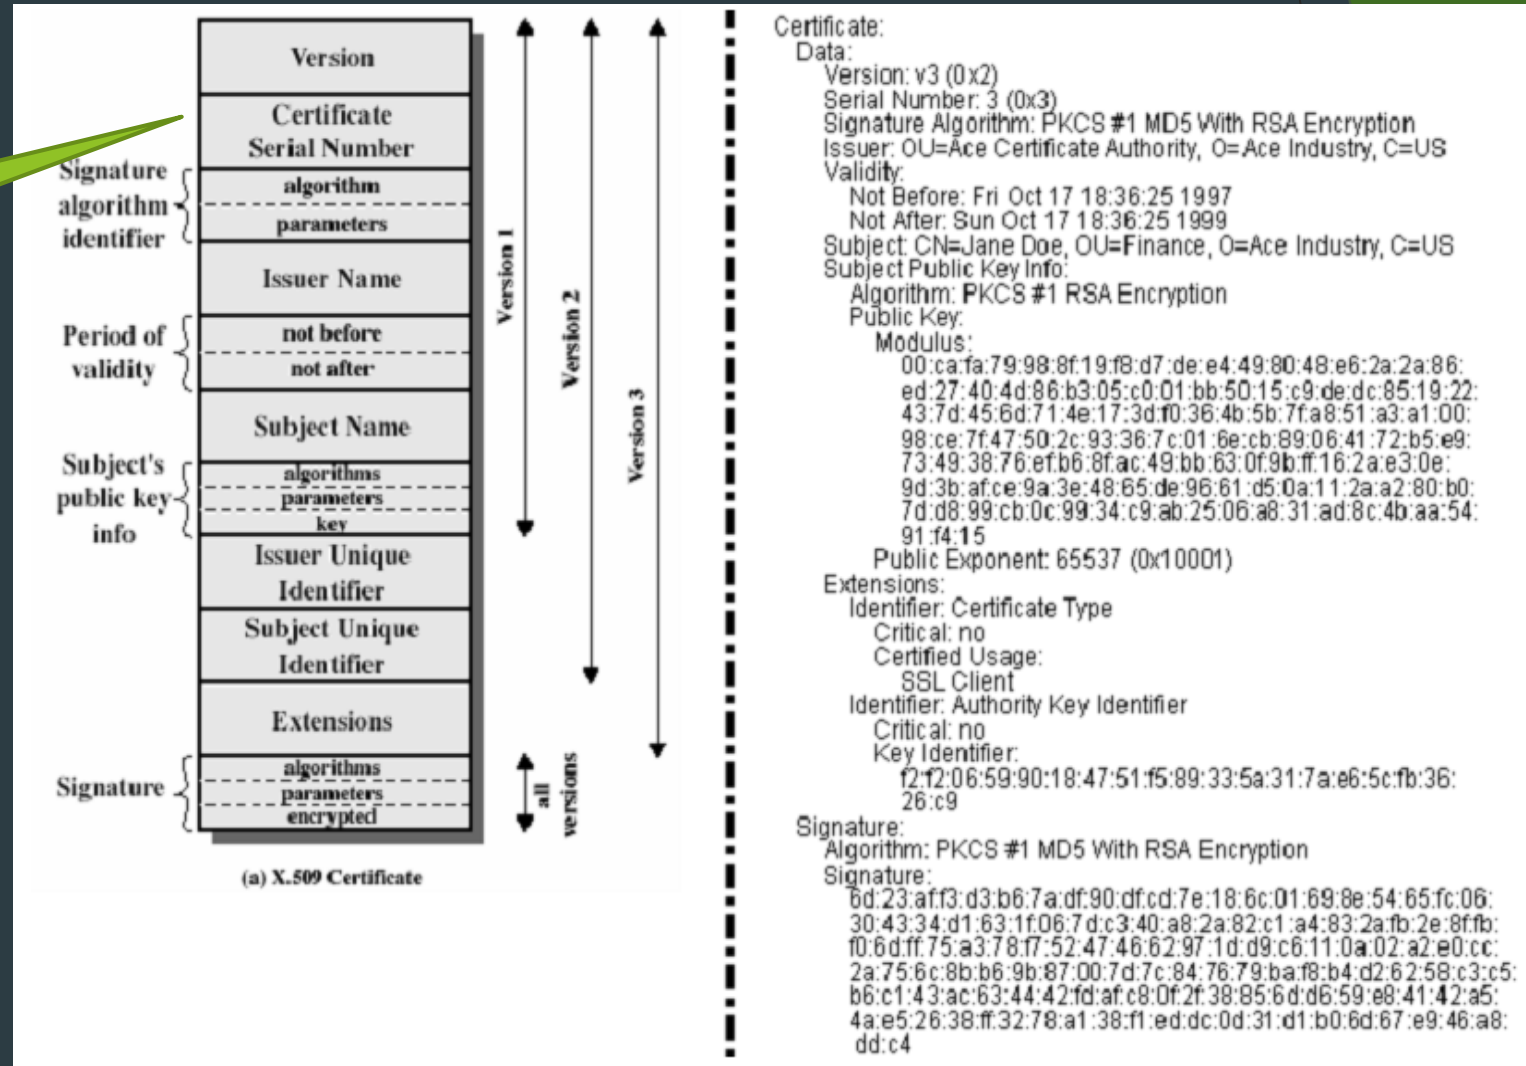 Version
Certificate
Serial Number
Signature
algorithm
identifier
algorithm
parameters
Issuer Name
Period of
validity
not before
not after
Subject Name
Subject's
public key
info
algorithms
parameters
key
Issuer Unique
Identifier
Subject Unique
Identifier
Extensions
Signature
algorithms
parameters
encrypted
Version 1
Version 2
Version 3
all
versions
(a) X.509 Certificate
Certificate:
Data:
Version: v3 (0x2)
Serial Number: 3 (0x3)
Signature Algorithm: PKCS #1 MD5 With RSA Encryption
Issuer: OU=Ace Certificate Authority, O=Ace Industry, C=US
Validity:
Not Before: Fri Oct 17 18:36:25 1997
Not After: Sun Oct 17 18:36:25 1999
Subject: CN=Jane Doe, OU=Finance, O=Ace Industry, C=US
Subject Public Key Info:
Algorithm: PKCS #1 RSA Encryption
Public Key:
Modulus:
00:ca:fa:79:98:8f:19:f8:d7:de:e4:49:80:48:e6:2a:2a:86:
ed:27:40:4d:86:b3:05:c0:01:bb:50:15:c9:de:dc:85:19:22:
43:7d:45:6d:71:4e:17:3d:f0:36:4b:5b:7f:a8:51:a3:a1:00:
98:ce:7f:47:50:2c:93:36:7c:01:6e:cb:89:06:41:72:b5:e9:
73:49:38:76:ef:b6:8f:ac:49:bb:63:0f:9b:ff:16:2a:e3:0e:
9d:3b:af:ce:9a:3e:48:65:de:96:61:d5:0a:11:2a:a2:80:b0:
7d:d8:99:cb:0c:99:34:c9:ab:25:06:a8:31:ad:8c:4b:aa:54:
91:f4:15
Public Exponent: 65537 (0x10001)
Extensions:
Identifier: Certificate Type
Critical: no
Certified Usage:
SSL Client
Identifier: Authority Key Identifier
Critical: no
Key Identifier:
f2:f2:06:59:90:18:47:51:f5:89:33:5a:31:7a:e6:5c:fb:36:
26:c9
Signature:
Algorithm: PKCS #1 MD5 With RSA Encryption
Signature:
6d:23:af:f3:d3:b6:7a:df:90:df:cd:7e:18:6c:01:69:8e:54:65:fc:06:
30:43:34:d1:63:1f:06:7d:c3:40:a8:2a:82:c1:a4:83:2a:fb:2e:8f:fb:
f0:6d:ff:75:a3:78:f7:52:47:46:62:97:1d:d9:c6:11:0a:02:a2:e0:cc:
2a:75:6c:8b:b6:9b:87:00:7d:7c:84:76:79:ba:f8:b4:d2:62:58:c3:c5:
b6:c1:43:ac:63:44:42:fd:af:c8:0f:2f:38:85:6d:d6:59:e8:41:42:a5:
4a:e5:26:38:ff:32:78:a1:38:f1:ed:dc:0d:31:d1:b0:6d:67:e9:46:a8:
dd:c4